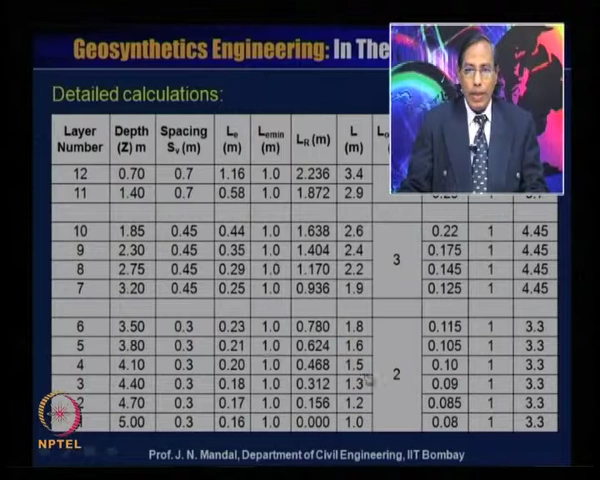 Geosynthetics Engineering: In The
Detailed calculations:
Layer Number Depth (Z) m Spacing Sv (m) Le (m) Lemin (m) LR (m) L (m)
12 0.70 0.7 1.16 1.0 2.236 3.4
11 1.40 0.7 0.58 1.0 1.872 2.9
10 1.85 0.45 0.44 1.0 1.638 2.6 0.22 1 4.45
9 2.30 0.45 0.35 1.0 1.404 2.4 0.175 1 4.45
3
8 2.75 0.45 0.29 1.0 1.170 2.2 0.145 1 4.45
7 3.20 0.45 0.25 1.0 0.936 1.9 0.125 1 4.45
6 3.50 0.3 0.23 1.0 0.780 1.8 0.115 1 3.3
5 3.80 0.3 0.21 1.0 0.624 1.6 0.105 1 3.3
4 4.10 0.3 0.20 1.0 0.468 1.5 0.10 1 3.3
2
3 4.40 0.3 0.18 1.0 0.312 1.3 0.09 1 3.3
2 4.70 0.3 0.17 1.0 0.156 1.2 0.085 1 3.3
5.00 0.3 0.16 1.0 0.000 1.0 0.08 1 3.3
NPTEL
Prof. J. N. Mandal, Department of Civil Engineering, IIT Bombay